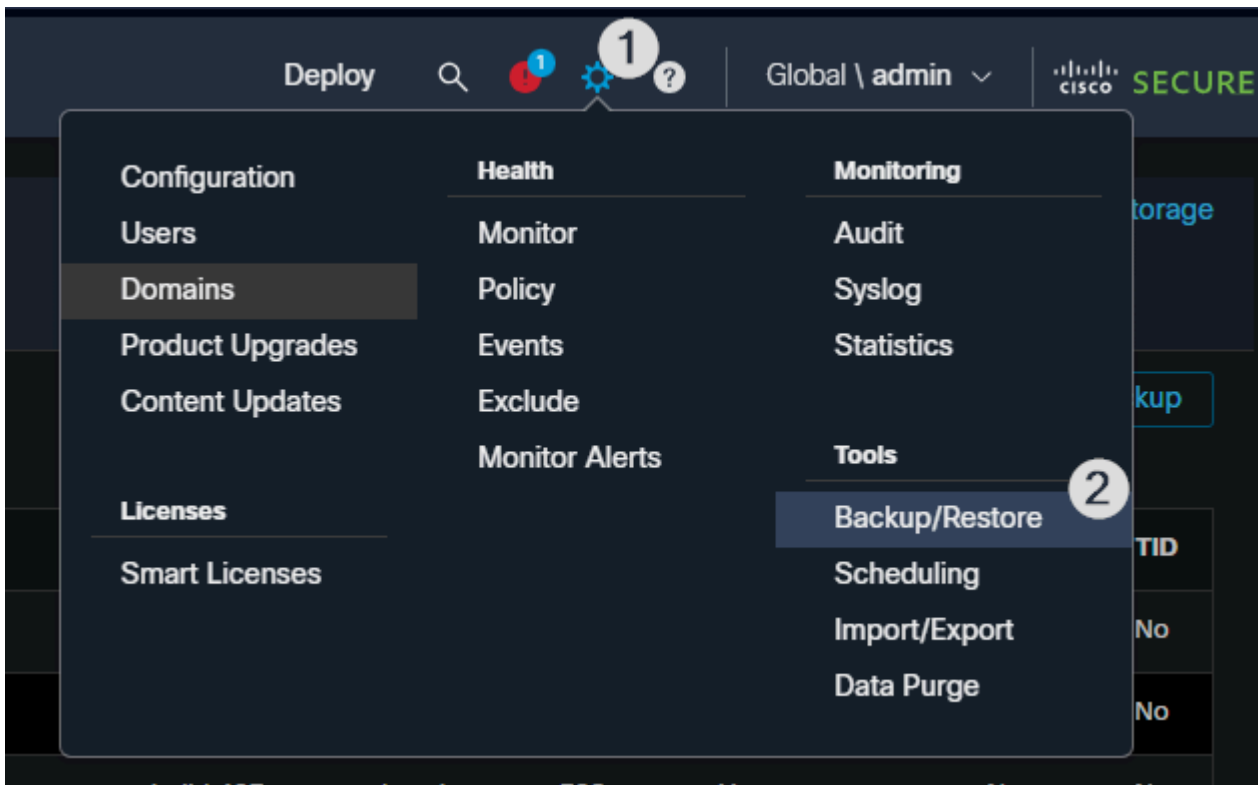 Deploy 1 1 ? Global \ admin cisco SECURE
Configuration
Users
Domains
Product Upgrades
Content Updates
Licenses
Smart Licenses
Health
Monitor
Policy
Events
Exclude
Monitor Alerts
Monitoring
Audit
Syslog
Statistics
Tools
2
Backup/Restore
Scheduling
Import/Export
Data Purge
torage
kup
TID
No
No